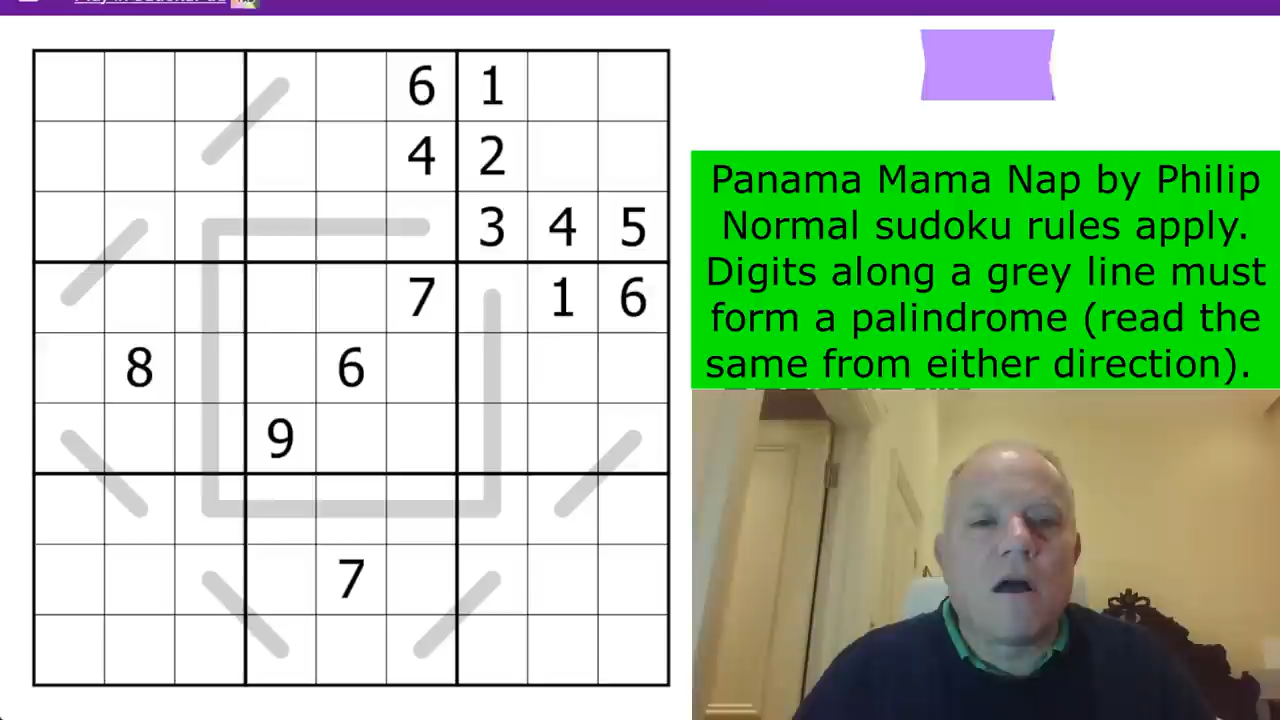 6 1
4 2
3 4 5
7 1 6
8 6
9
7
Panama Mama Nap by Philip
Normal sudoku rules apply.
Digits along a grey line must
form a palindrome (read the
same from either direction).